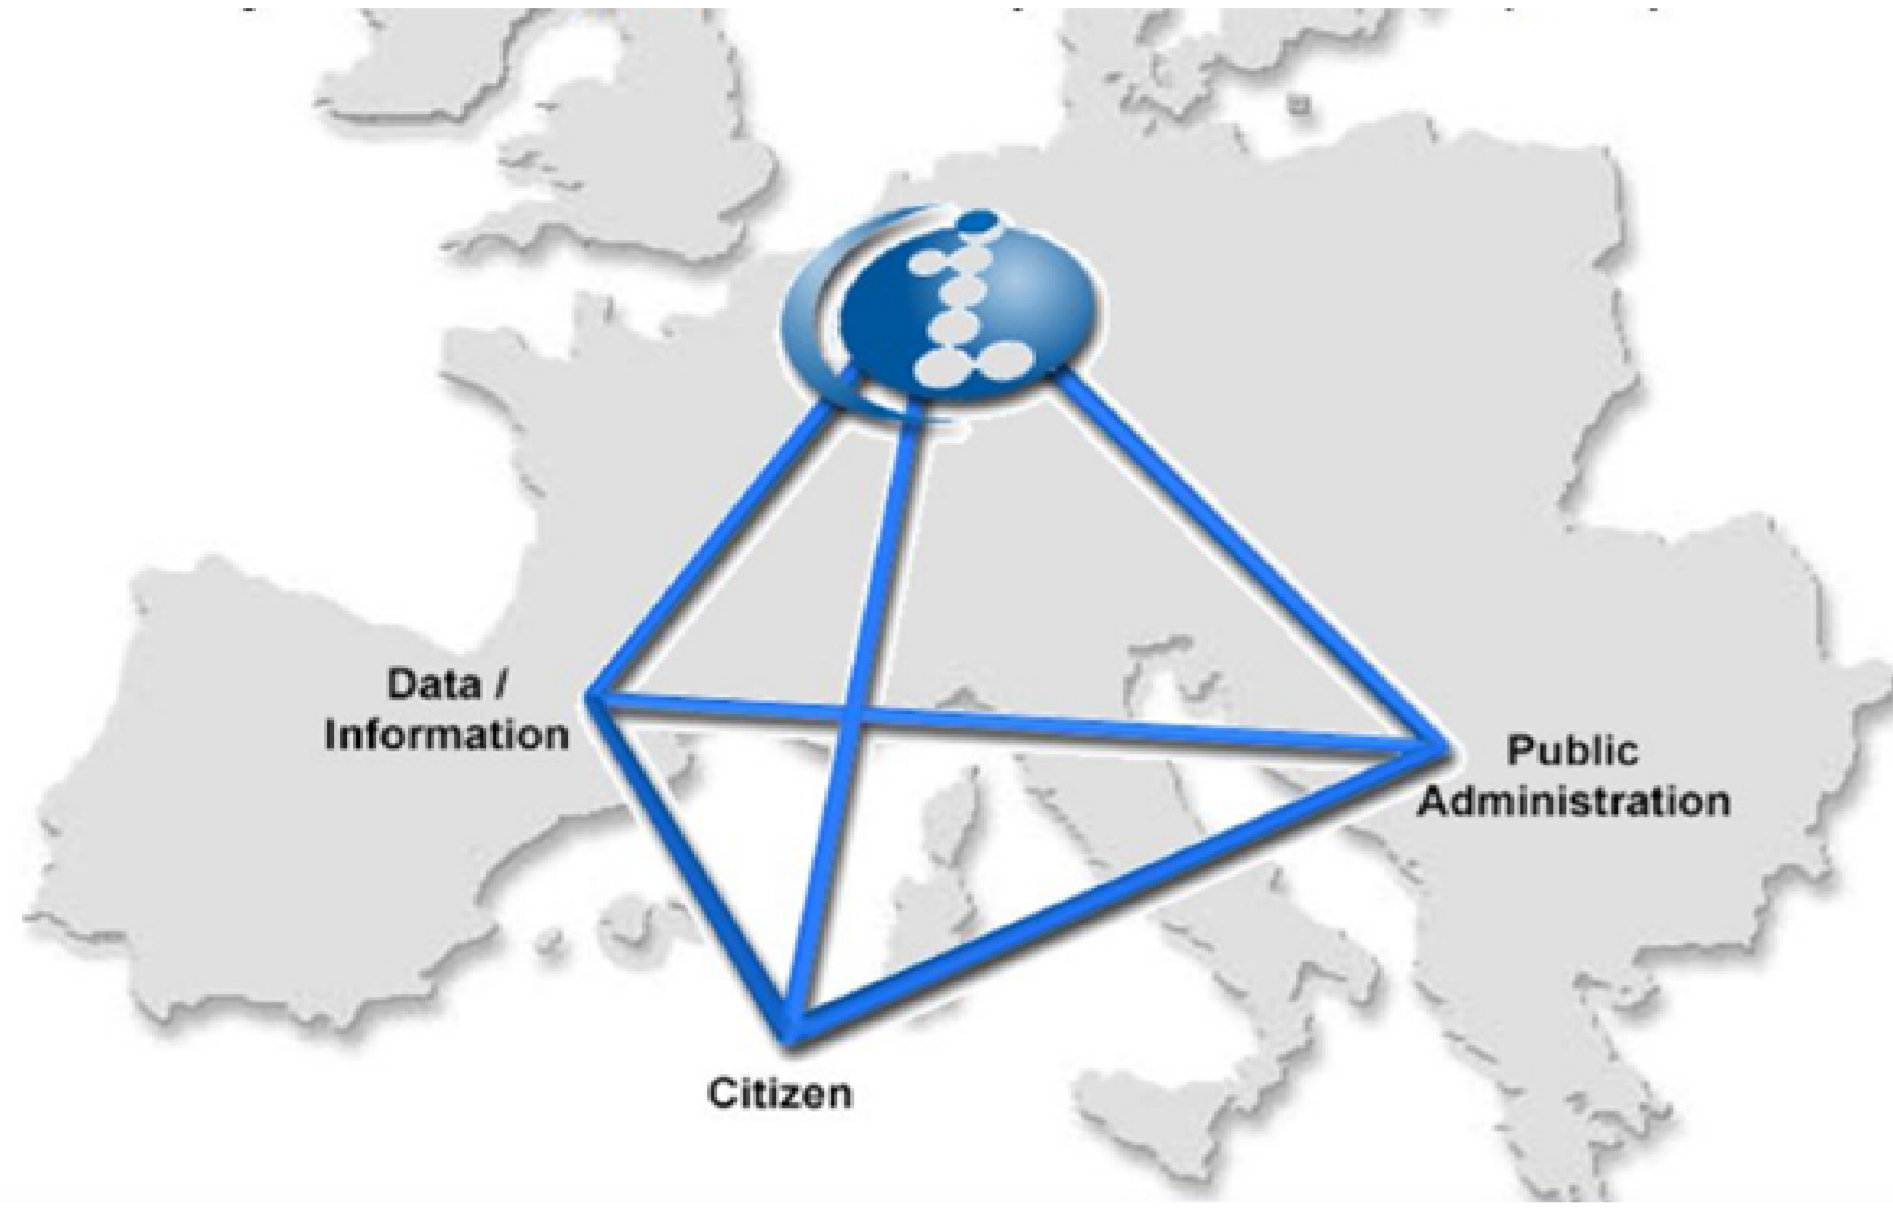 Data /
Information
Public
Administration
Citizen